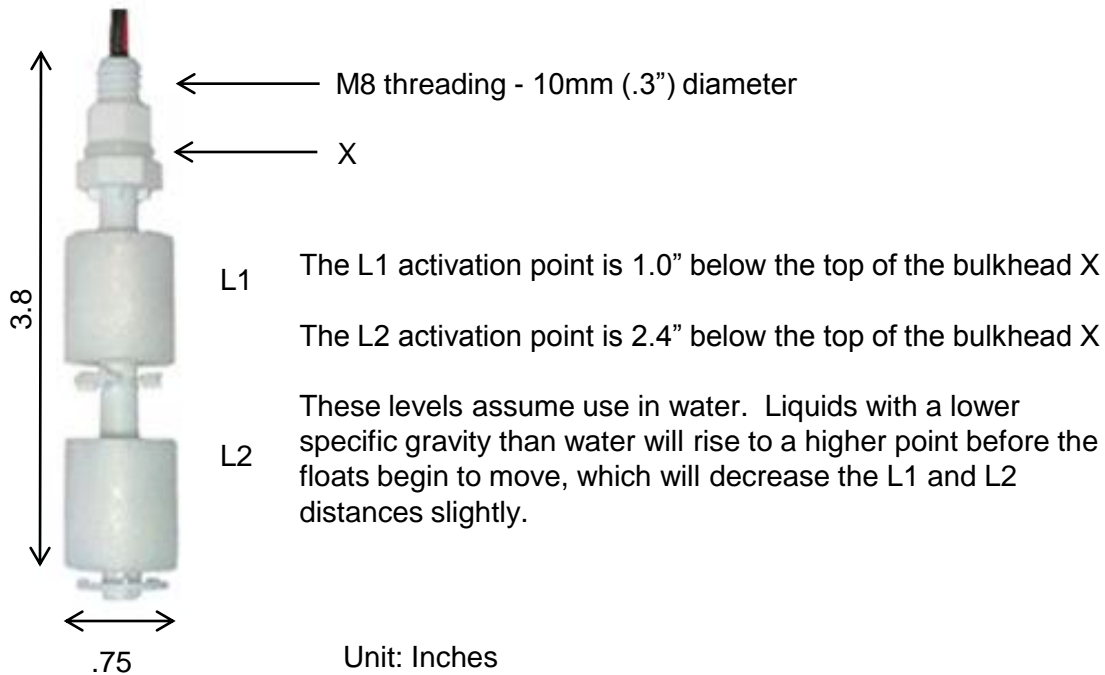 M8 threading - 10mm (.3”) diameter
X
L1
The L1 activation point is 1.0” below the top of the bulkhead X
The L2 activation point is 2.4” below the top of the bulkhead X
3.8
L2
These levels assume use in water.  Liquids with a lower
specific gravity than water will rise to a higher point before the
floats begin to move, which will decrease the L1 and L2
distances slightly.
.75
Unit: Inches